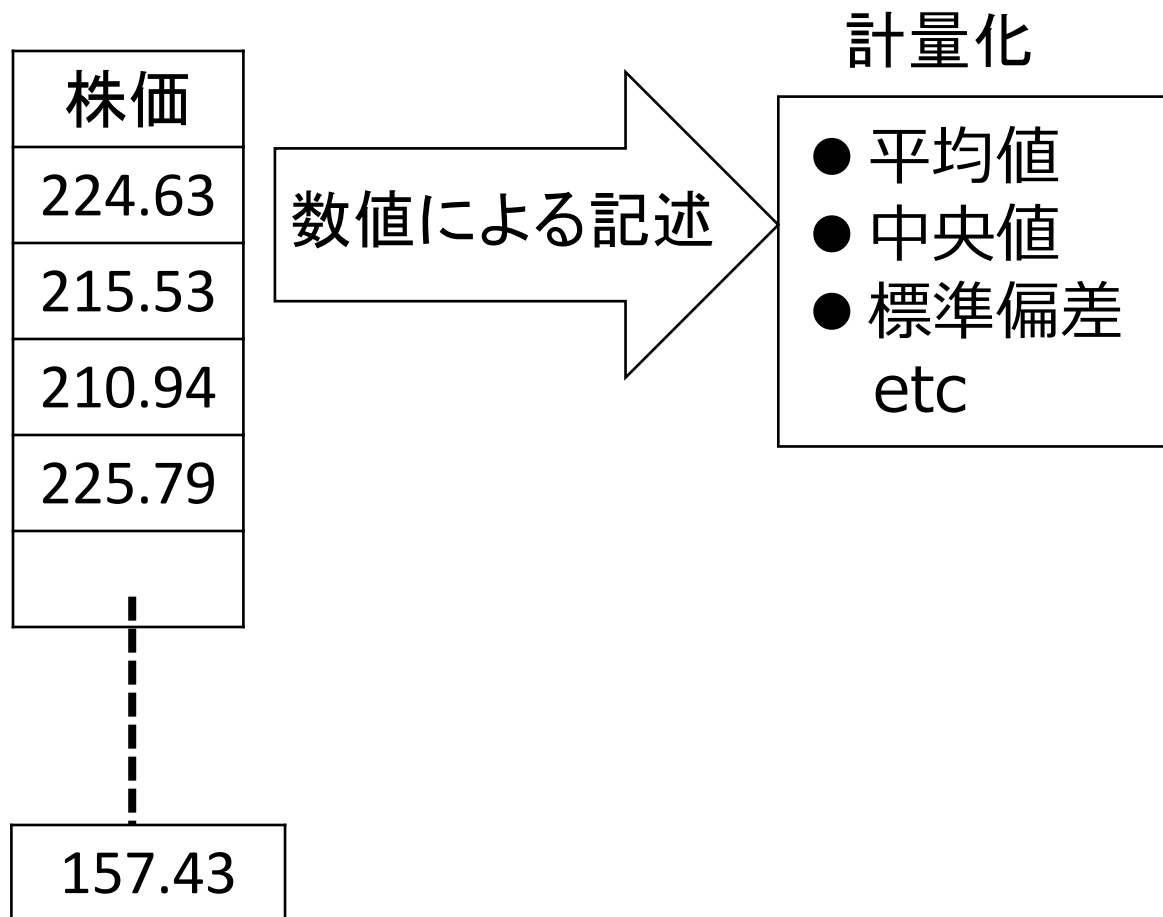 株価
224.63
215.53
210.94
225.79
157.43
数値による記述
計量化
● 平均値
● 中央値
● 標準偏差
etc